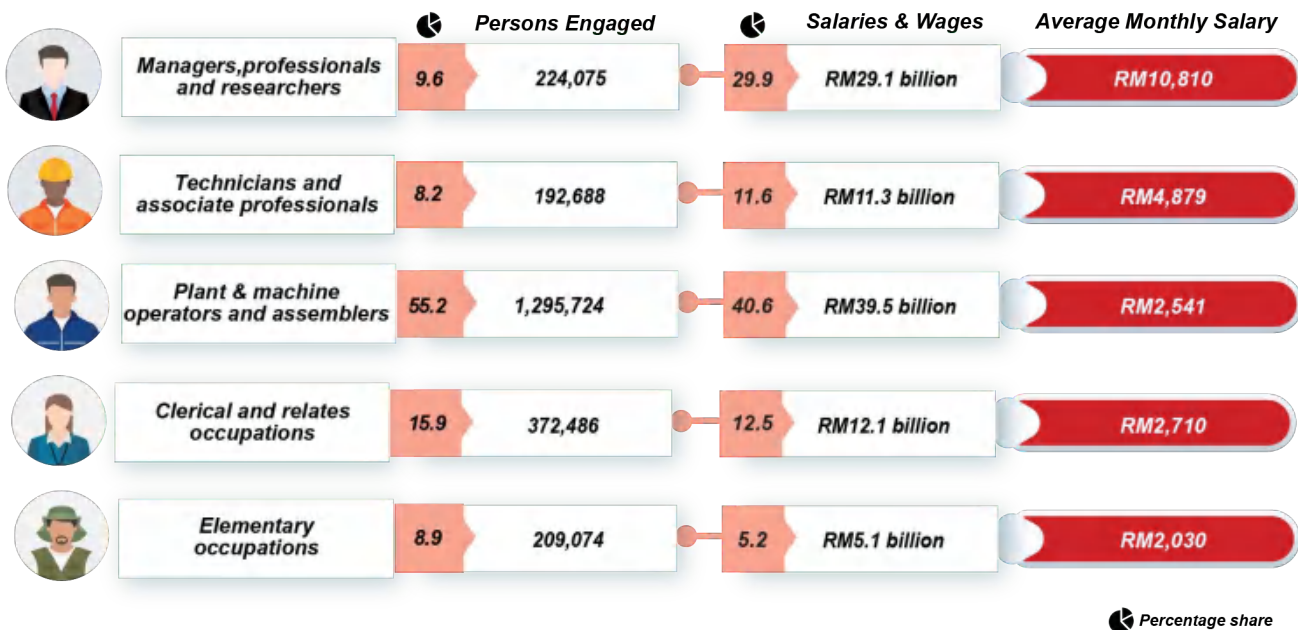 Persons Engaged
Salaries & Wages
Average Monthly Salary
Managers,professionals
and researchers
9.6
224,075
29.9
RM29.1 billion
RM10,810
Technicians and
associate professionals
8.2
192,688
11.6
RM11.3 billion
RM4,879
Plant & machine
operators and assemblers
55.2
1,295,724
40.6
RM39.5 billion
RM2,541
Clerical and relates
occupations
15.9
372,486
12.5
RM12.1 billion
RM2,710
Elementary
occupations
8.9
209,074
5.2
RM5.1 billion
RM2,030
Percentage share